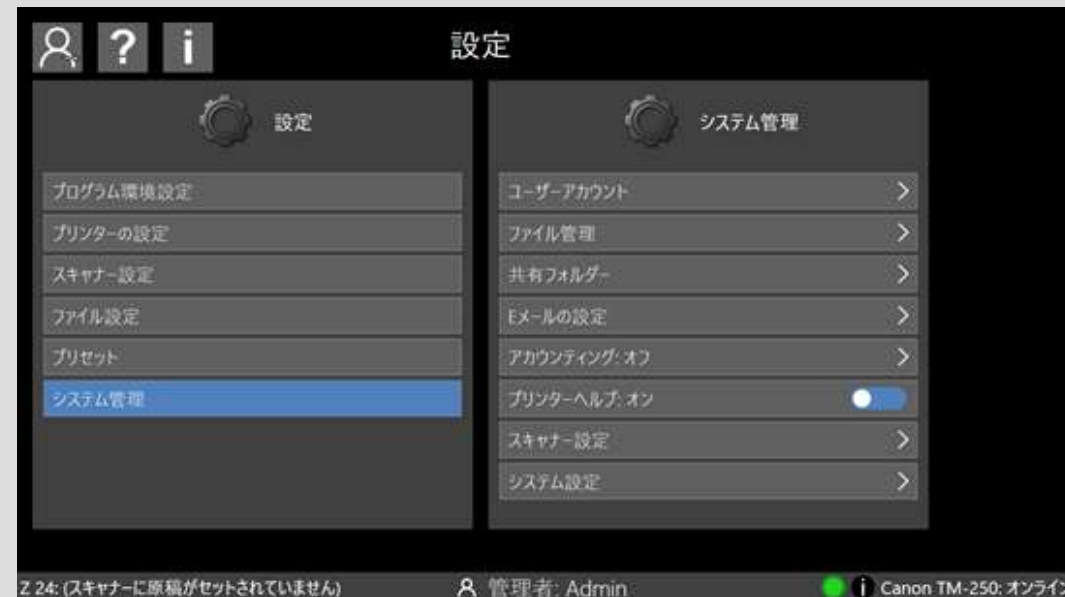 設定
設定
プログラム環境設定
プリンターの設定
スキャナー設定
ファイル設定
プリセット
システム管理
システム管理
ユーザーアカウント
ファイル管理
共有フォルダー
Eメールの設定
アカウンティング: オフ
プリンターヘルプ: オン
スキャナー設定
システム設定
Z 24: (スキャナーに原稿がセットされていません)
管理者: Admin
Canon TM-250: オンライン